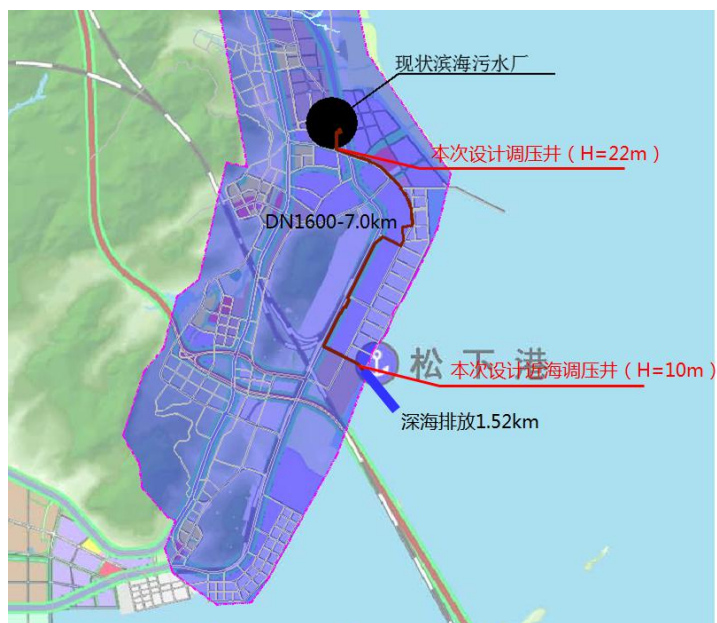 现状滨海污水厂
本次设计调压井（H=22m）
DN1600-7.0km
松下港
本次设计近海调压井（H=10m）
深海排放1.52km